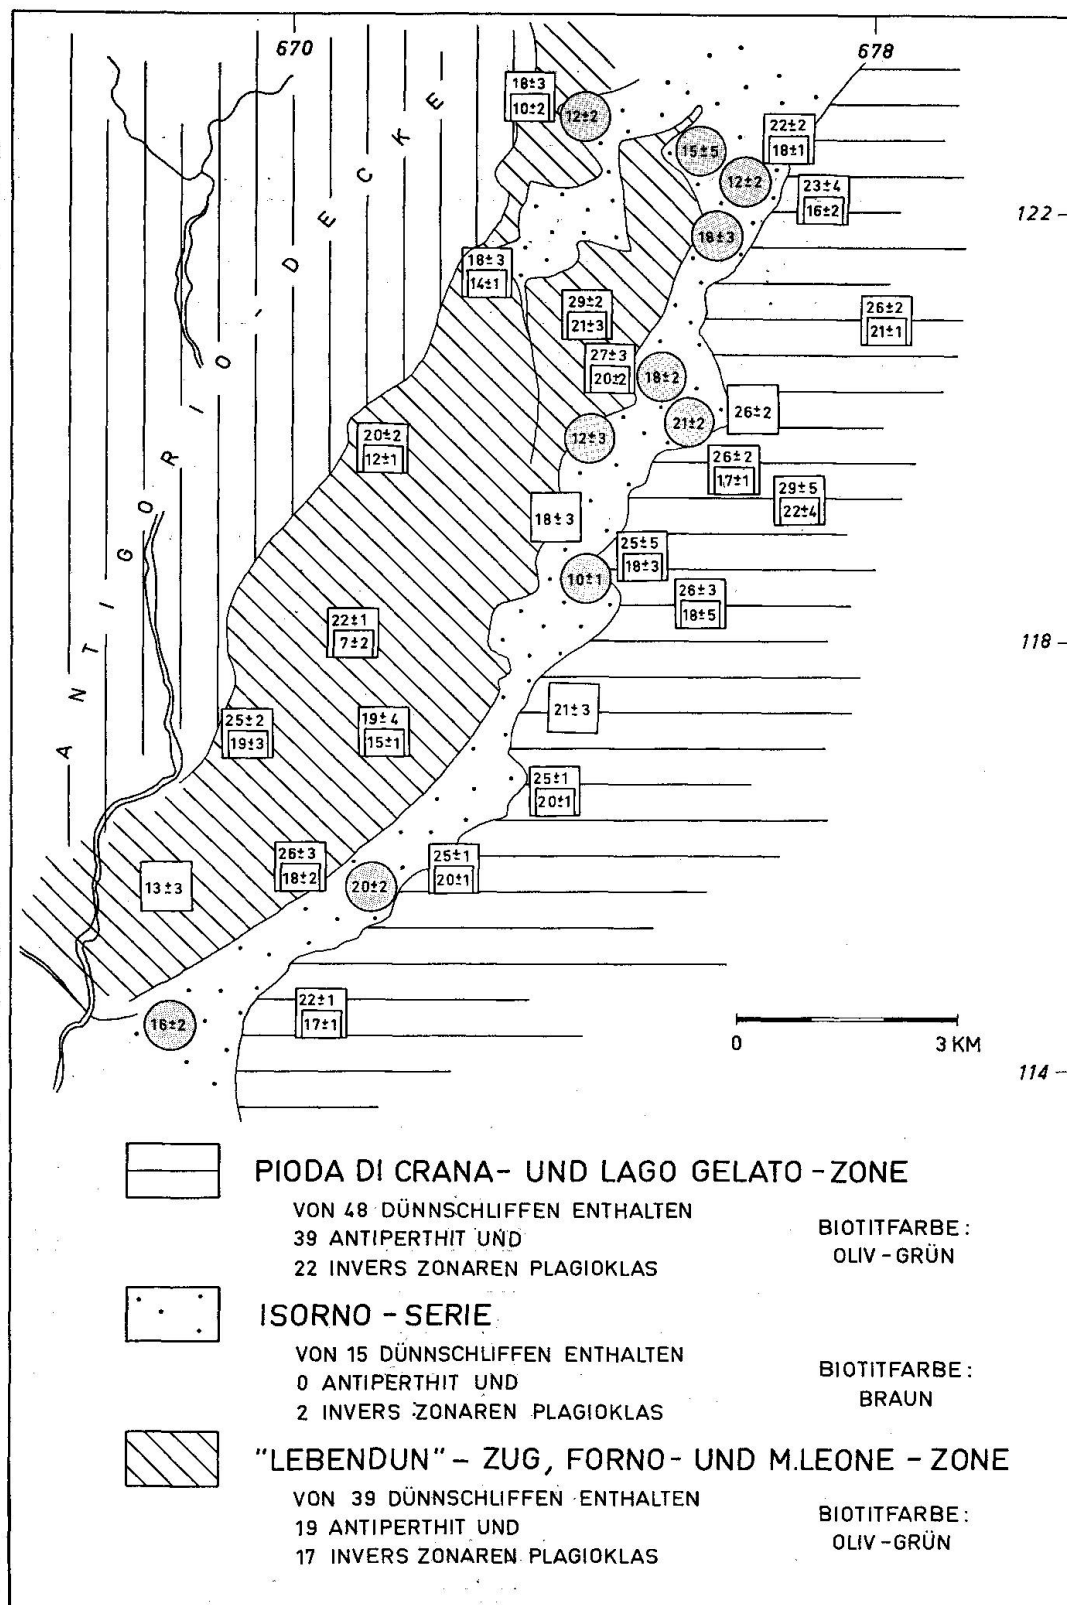 670
678
18±3
10±2
12±2
15±5
22±2
18±1
12±2
23±4
16±2
122
18±3
18±3
14±1
29±2
21±3
26±2
21±1
27±3
20±2
18±2
26±2
21±2
20±2
12±1
12±3
26±2
17±1
29±5
22±4
18±3
25±5
18±3
10±1
26±3
18±5
22±1
7±2
118
25±2
19±3
19±4
15±1
21±3
25±1
20±1
26±3
18±2
25±1
20±1
13±3
20±2
22±1
17±1
16±2
ANTIGORIO-DECKE
0 3 KM
114
PIODA DI CRANA- UND LAGO GELATO-ZONE
VON 48 DÜNNSCHLIFFEN ENTHALTEN
39 ANTIPERTHIT UND
22 INVERS ZONAREN PLAGIOKLAS
BIOTITFARBE:
OLIV-GRÜN
ISORNO-SERIE
VON 15 DÜNNSCHLIFFEN ENTHALTEN
0 ANTIPERTHIT UND
2 INVERS ZONAREN PLAGIOKLAS
BIOTITFARBE:
BRAUN
"LEBENDUN"-ZUG, FORNO- UND M.LEONE-ZONE
VON 39 DÜNNSCHLIFFEN ENTHALTEN
19 ANTIPERTHIT UND
17 INVERS ZONAREN PLAGIOKLAS
BIOTITFARBE:
OLIV-GRÜN